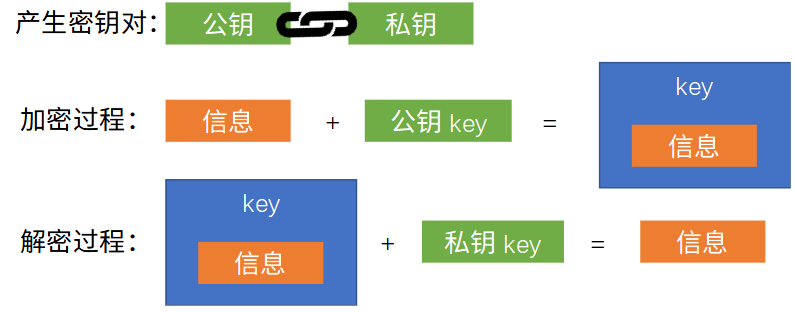 产生密钥对： 公钥 私钥
key
加密过程： 信息 + 公钥 key = 信息
key
解密过程： 信息 + 私钥 key = 信息